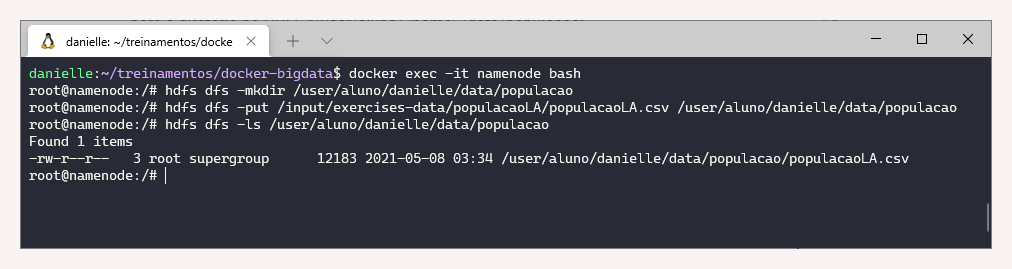 danielle: ~/treinamentos/docke
danielle:~/treinamentos/docker-bigdata$ docker exec -it namenode bash
root@namenode:/# hdfs dfs -mkdir /user/aluno/danielle/data/populacao
root@namenode:/# hdfs dfs -put /input/exercises-data/populacaoLA/populacaoLA.csv /user/aluno/danielle/data/populacao
root@namenode:/# hdfs dfs -ls /user/aluno/danielle/data/populacao
Found 1 items
-rw-r--r--   3 root supergroup      12183 2021-05-08 03:34 /user/aluno/danielle/data/populacao/populacaoLA.csv
root@namenode:/#